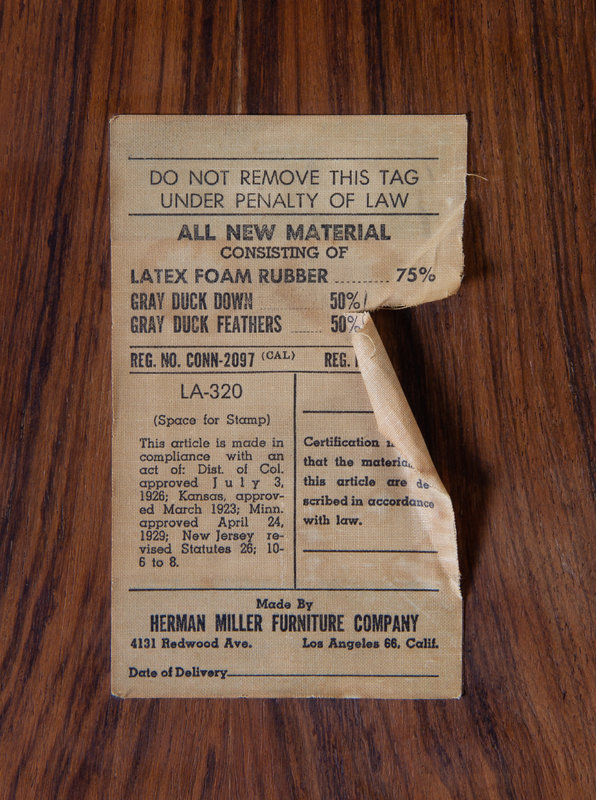 DO NOT REMOVE THIS TAG
UNDER PENALTY OF LAW
ALL NEW MATERIAL
CONSISTING OF
LATEX FOAM RUBBER ........... 75%
GRAY DUCK DOWN ........... 50%
GRAY DUCK FEATHERS ....... 50%
REG. NO. CONN-2097 (CAL) REG.
LA-320
(Space for Stamp)
This article is made in
compliance with an
act of: Dist. of Col.
approved July 3,
1926; Kansas, approv-
ed March 1923; Minn.
approved April 24,
1929; New Jersey re-
vised Statutes 26; 10-
6 to 8.
Certification
that the
this article are de-
scribed in accordance
with law.
Made By
HERMAN MILLER FURNITURE COMPANY
4131 Redwood Ave. Los Angeles 66, Calif.
Date of Delivery